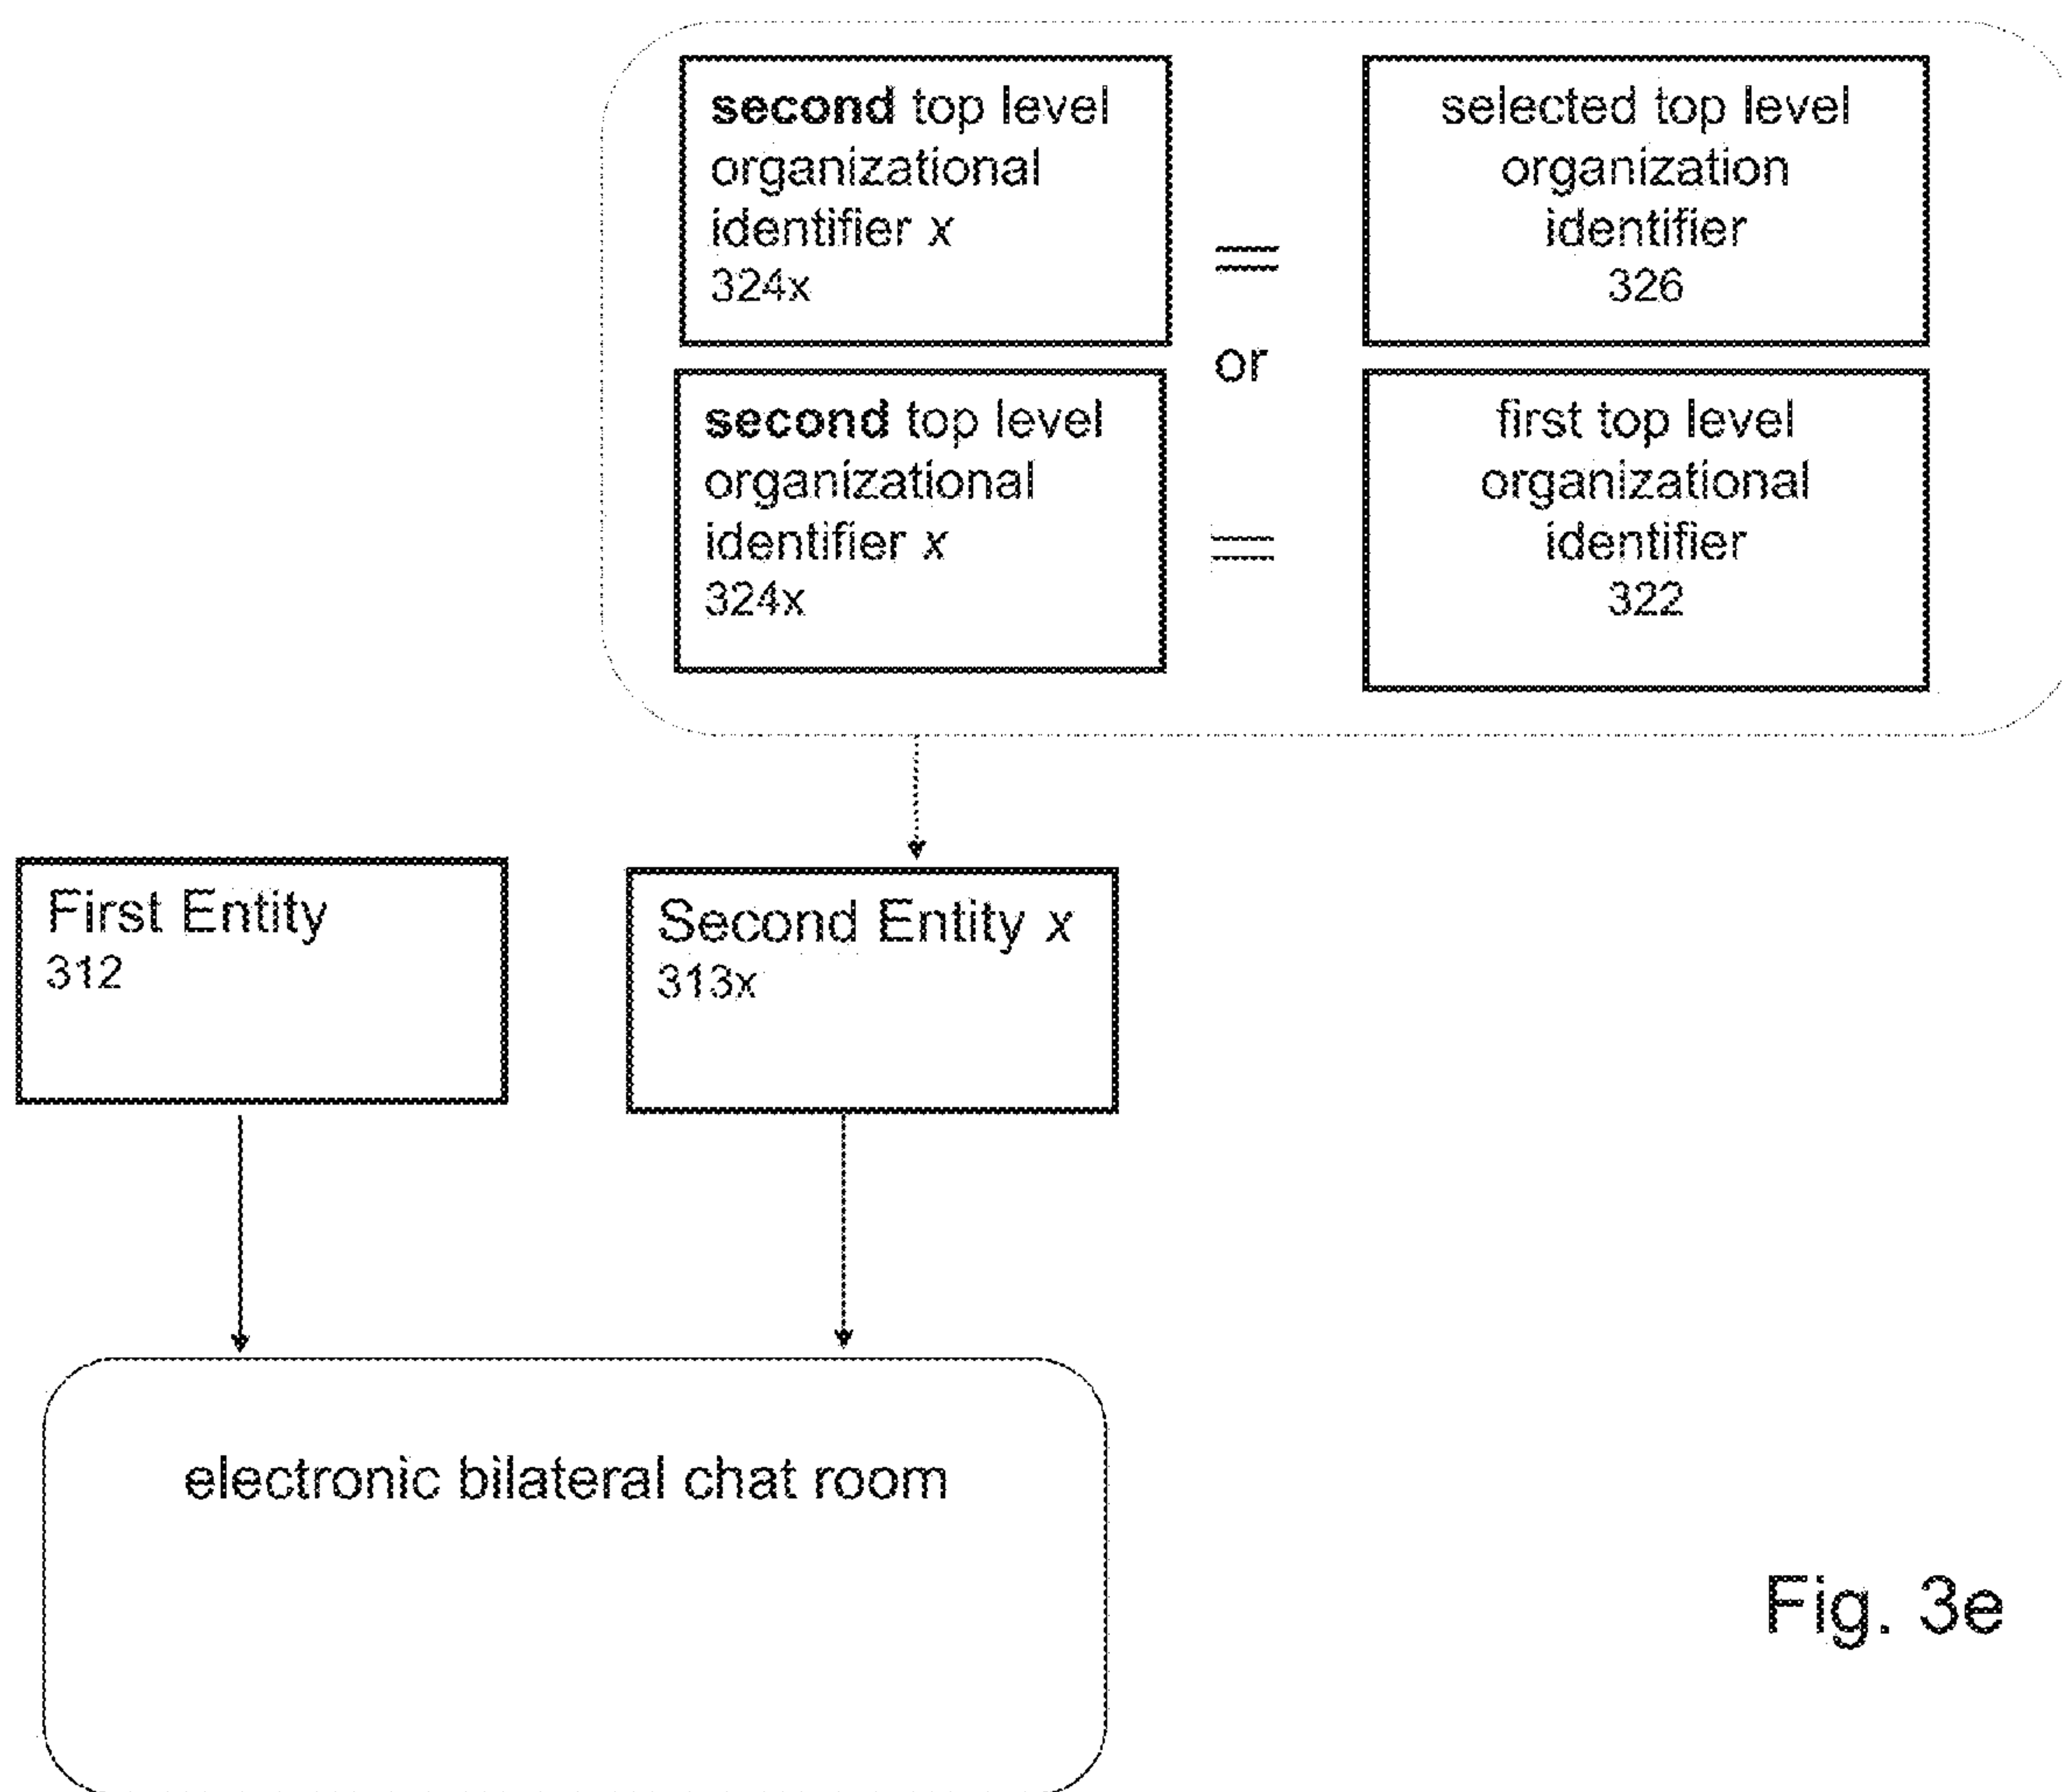 second top level
organizational
identifier x
324x
=
selected top level
organization
identifier
326
or
second top level
organizational
identifier x
324x
=
first top level
organizational
identifier
322
First Entity
312
Second Entity x
313x
electronic bilateral chat room
Fig. 3e